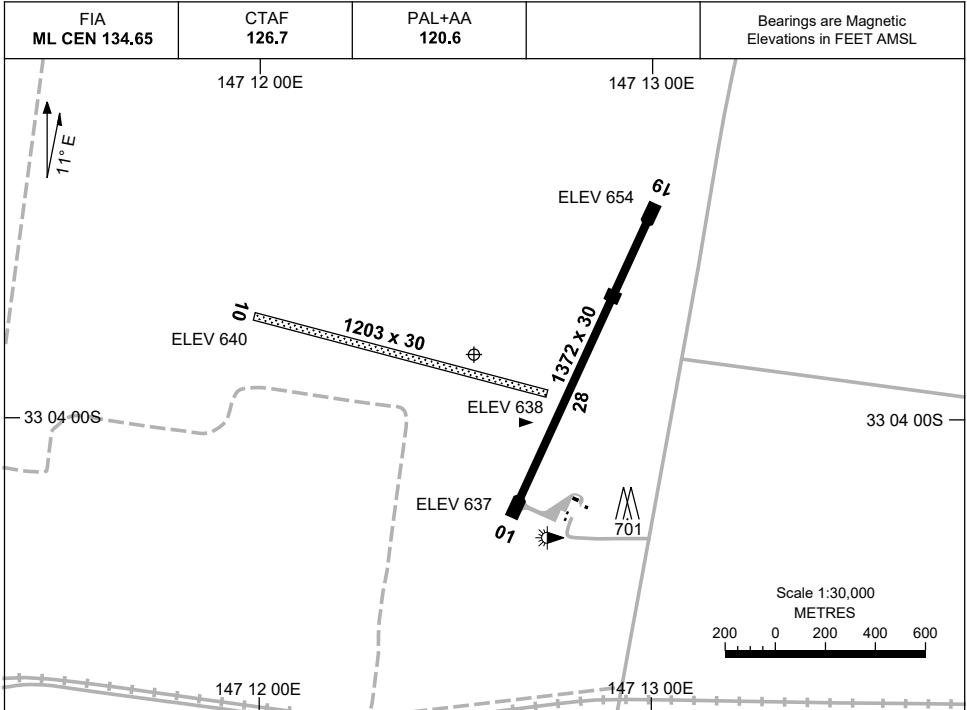 FIA
ML CEN 134.65
CTAF
126.7
PAL+AA
120.6
Bearings are Magnetic
Elevations in FEET AMSL
147 12 00E
147 13 00E
11° E
ELEV 654
19
10
ELEV 640
1203 x 30
1372 x 30
28
ELEV 638
33 04 00S
33 04 00S
ELEV 637
01
701
Scale 1:30,000
METRES
200 0 200 400 600
147 12 00E
147 13 00E